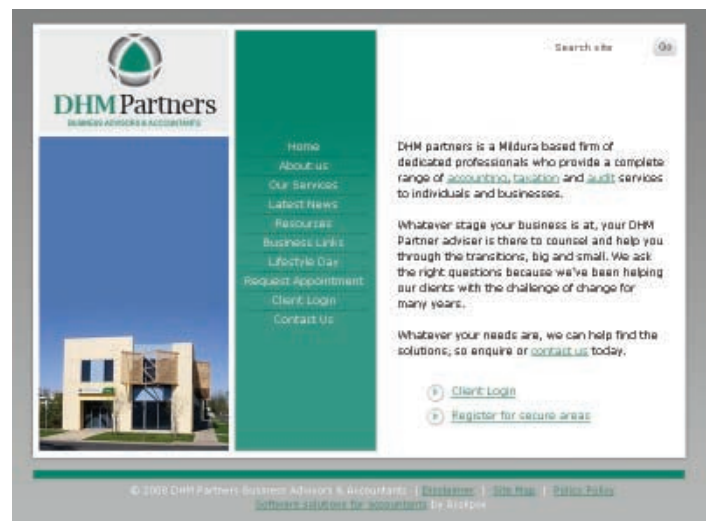 DHM Partners
BUSINESS ADVISORS & ACCOUNTANTS
Search site
Go
Home
About us
Our Services
Latest News
Resources
Business Links
Lifestyle Day
Request Appointment
Client Login
Contact Us
DHM partners is a Mildura based firm of
dedicated professionals who provide a complete
range of accounting, taxation and audit services
to individuals and businesses.
Whatever stage your business is at, your DHM
Partner adviser is there to counsel and help you
through the transitions, big and small. We ask
the right questions because we've been helping
our clients with the challenge of change for
many years.
Whatever your needs are, we can help find the
solutions, so enquire or contact us today.
Client Login
Register for secure areas
© 2008 DHM Partners Business Advisors & Accountants | Disclaimer | Site Map | Policy
Software solutions for accountants by